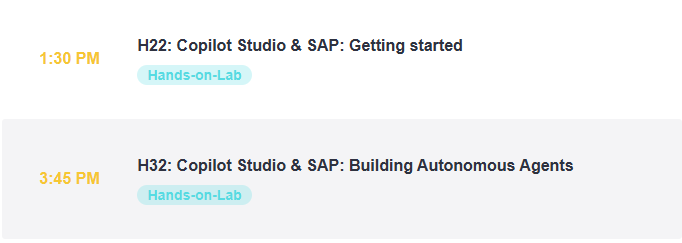 1:30 PM
H22: Copilot Studio & SAP: Getting started
Hands-on-Lab
3:45 PM
H32: Copilot Studio & SAP: Building Autonomous Agents
Hands-on-Lab